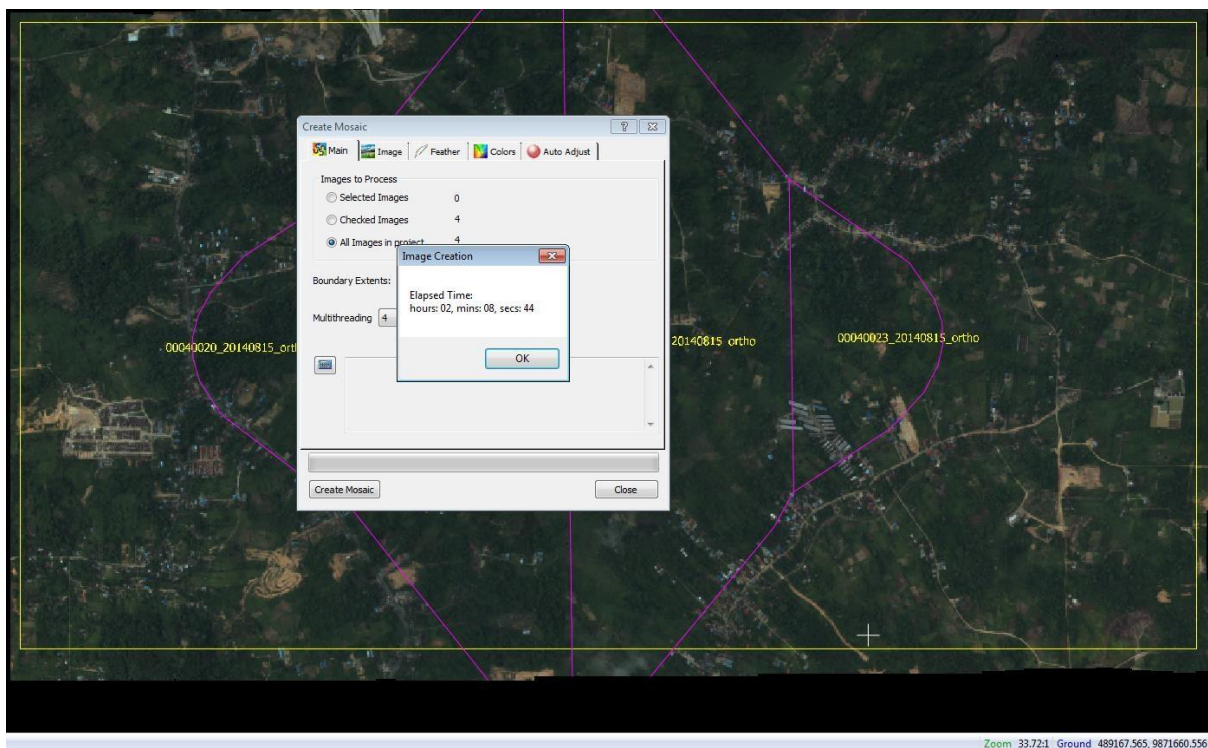 Create Mosaic
Main Image Feather Colors Auto Adjust
Images to Process
Selected Images 0
Checked Images 4
All Images in project 4
Image Creation
Boundary Extents:
Elapsed Time:
hours: 02, mins: 08, secs: 44
Multithreading 4
OK
00040020_20140815_ort
20140815_ortho
00040023_20140815_ortho
Create Mosaic Close
Zoom 33.72:1 Ground 489167.565, 9871660.556